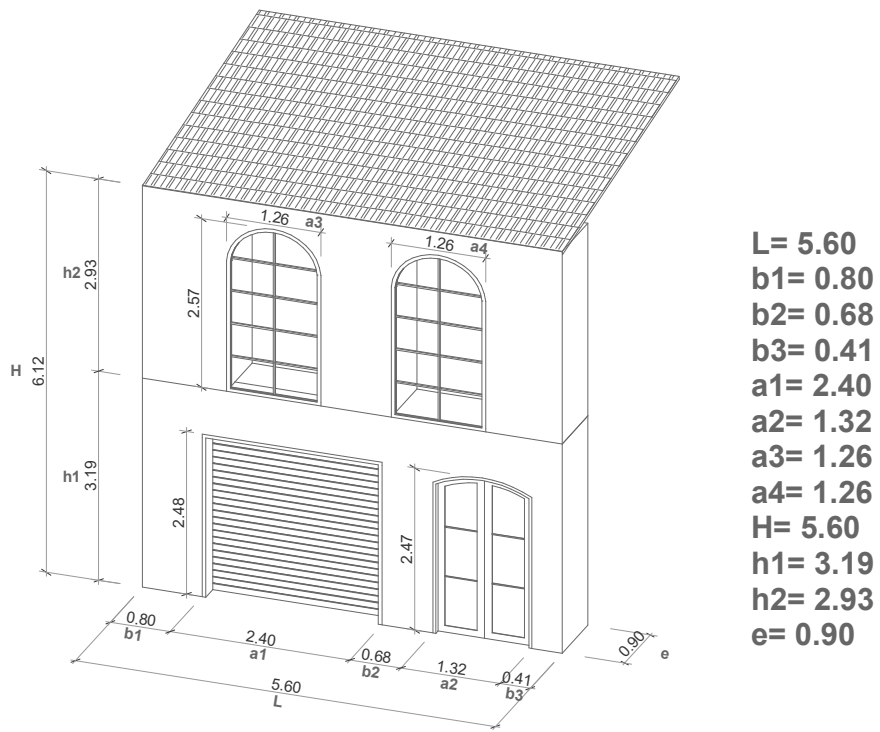 1.26 a3
1.26 a4
2.57
h2 2.93
H 6.12
h1 3.19
2.48
2.47
0.80
b1
2.40
a1
0.68
b2
1.32
a2
0.41
b3
5.60
L
0.90 e
L= 5.60
b1= 0.80
b2= 0.68
b3= 0.41
a1= 2.40
a2= 1.32
a3= 1.26
a4= 1.26
H= 5.60
h1= 3.19
h2= 2.93
e= 0.90